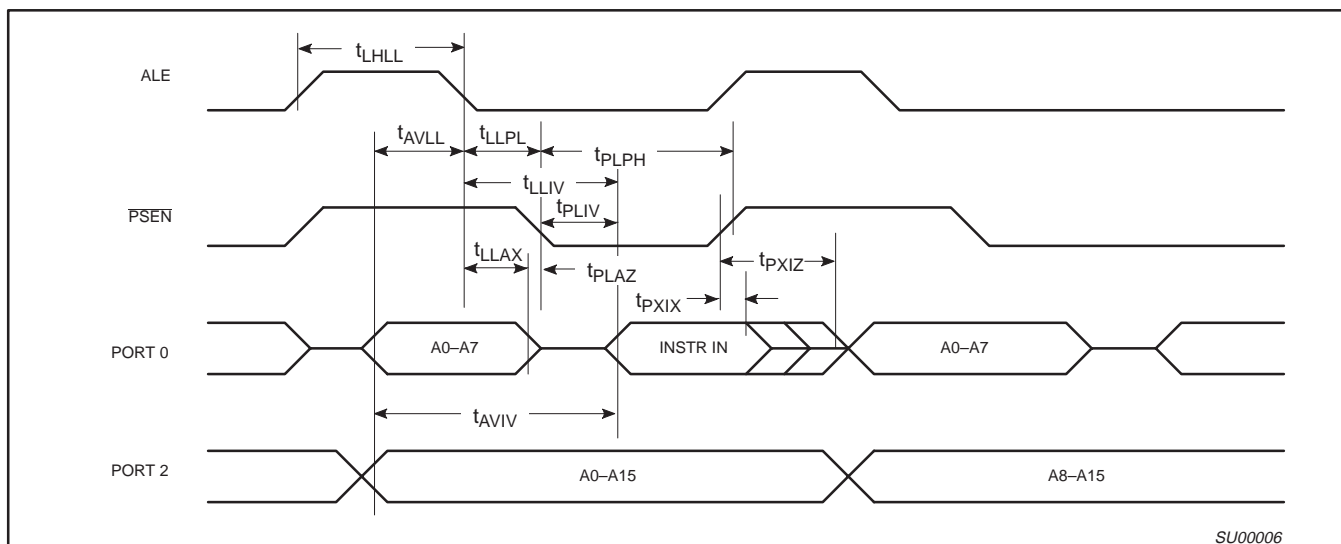 tLHLL
ALE
tAVLL
tLLPL
tPLPH
tLLIV
PSEN
tPLIV
tLLAX
tPLAZ
tPXIZ
tPXIX
PORT 0
A0–A7
INSTR IN
A0–A7
tAVIV
PORT 2
A0–A15
A8–A15
SU00006